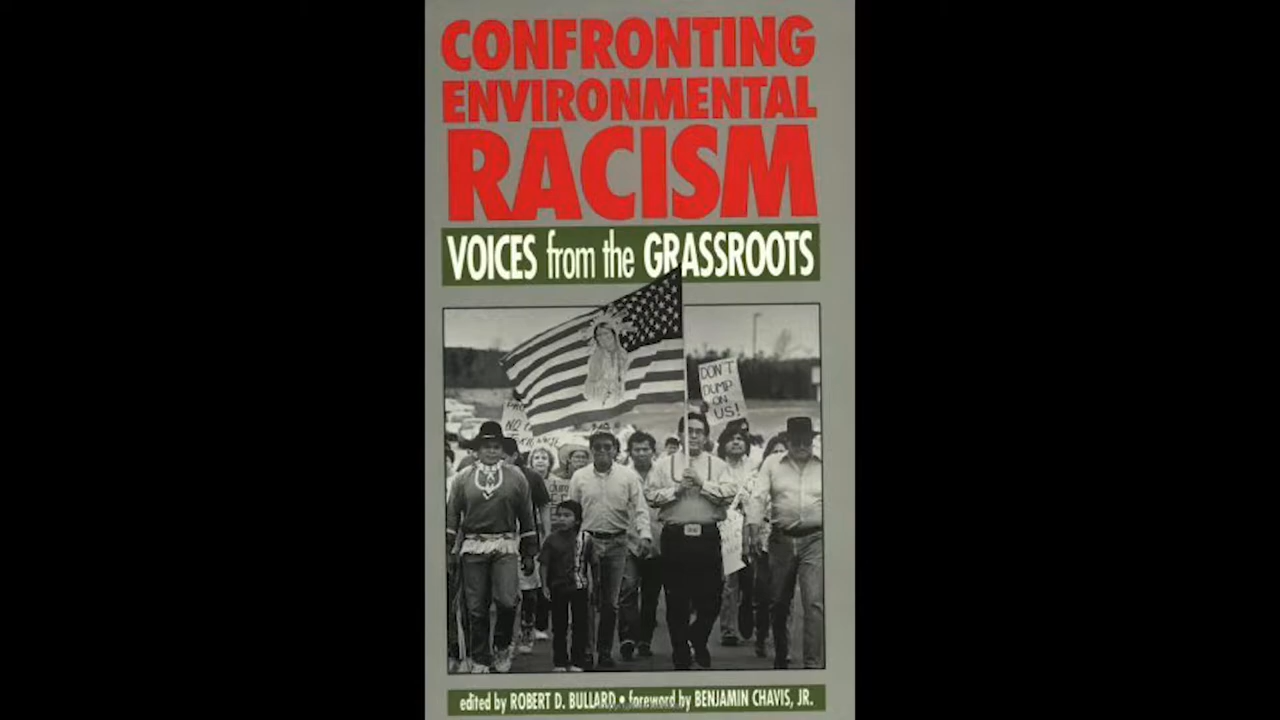 CONFRONTING
ENVIRONMENTAL
RACISM
VOICES from the GRASSROOTS
DON'T
DUMP
ON
US!
NO
edited by ROBERT D. BULLARD • foreword by BENJAMIN CHAVIS, JR.